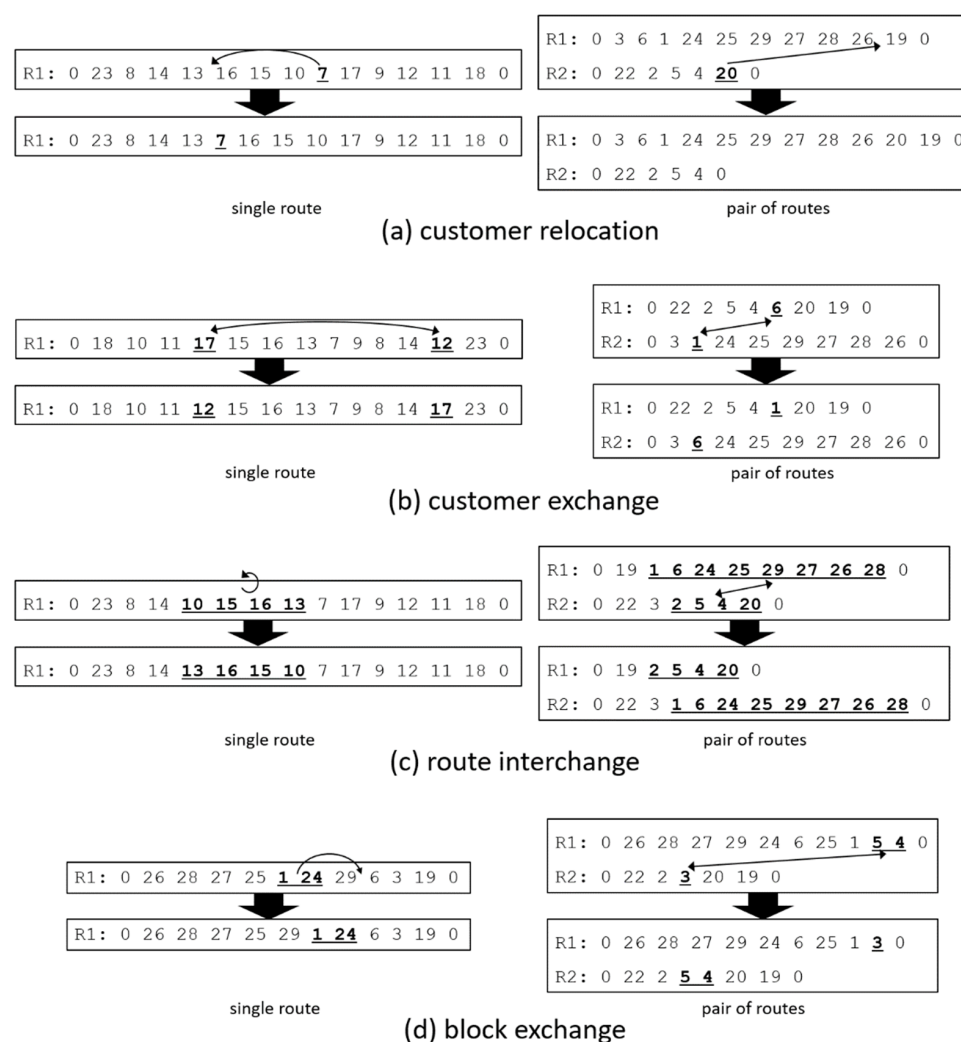 R1: 0 23 8 14 13 16 15 10 7 17 9 12 11 18 0
R1: 0 23 8 14 13 7 16 15 10 17 9 12 11 18 0
single route
R1: 0 3 6 1 24 25 29 27 28 26 19 0
R2: 0 22 2 5 4 20 0
R1: 0 3 6 1 24 25 29 27 28 26 20 19 0
R2: 0 22 2 5 4 0
pair of routes
(a) customer relocation
R1: 0 18 10 11 17 15 16 13 7 9 8 14 12 23 0
R1: 0 18 10 11 12 15 16 13 7 9 8 14 17 23 0
single route
R1: 0 22 2 5 4 6 20 19 0
R2: 0 3 1 24 25 29 27 28 26 0
R1: 0 22 2 5 4 1 20 19 0
R2: 0 3 6 24 25 29 27 28 26 0
pair of routes
(b) customer exchange
R1: 0 23 8 14 10 15 16 13 7 17 9 12 11 18 0
R1: 0 23 8 14 13 16 15 10 7 17 9 12 11 18 0
single route
R1: 0 19 1 6 24 25 29 27 26 28 0
R2: 0 22 3 2 5 4 20 0
R1: 0 19 2 5 4 20 0
R2: 0 22 3 1 6 24 25 29 27 26 28 0
pair of routes
(c) route interchange
R1: 0 26 28 27 25 1 24 29 6 3 19 0
R1: 0 26 28 27 25 29 1 24 6 3 19 0
single route
R1: 0 26 28 27 29 24 6 25 1 5 4 0
R2: 0 22 2 3 20 19 0
R1: 0 26 28 27 29 24 6 25 1 3 0
R2: 0 22 2 5 4 20 19 0
pair of routes
(d) block exchange